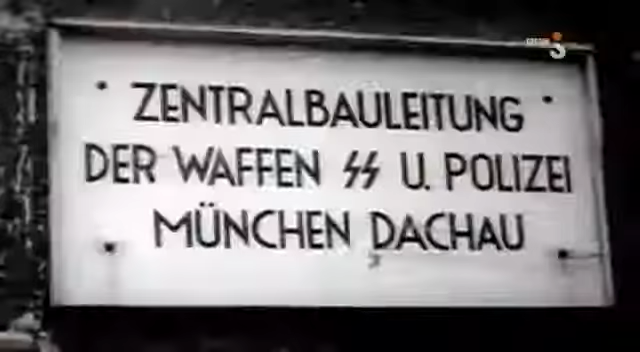 ZENTRALBAULEITUNG
DER WAFFEN SS U. POLIZEI
MÜNCHEN DACHAU